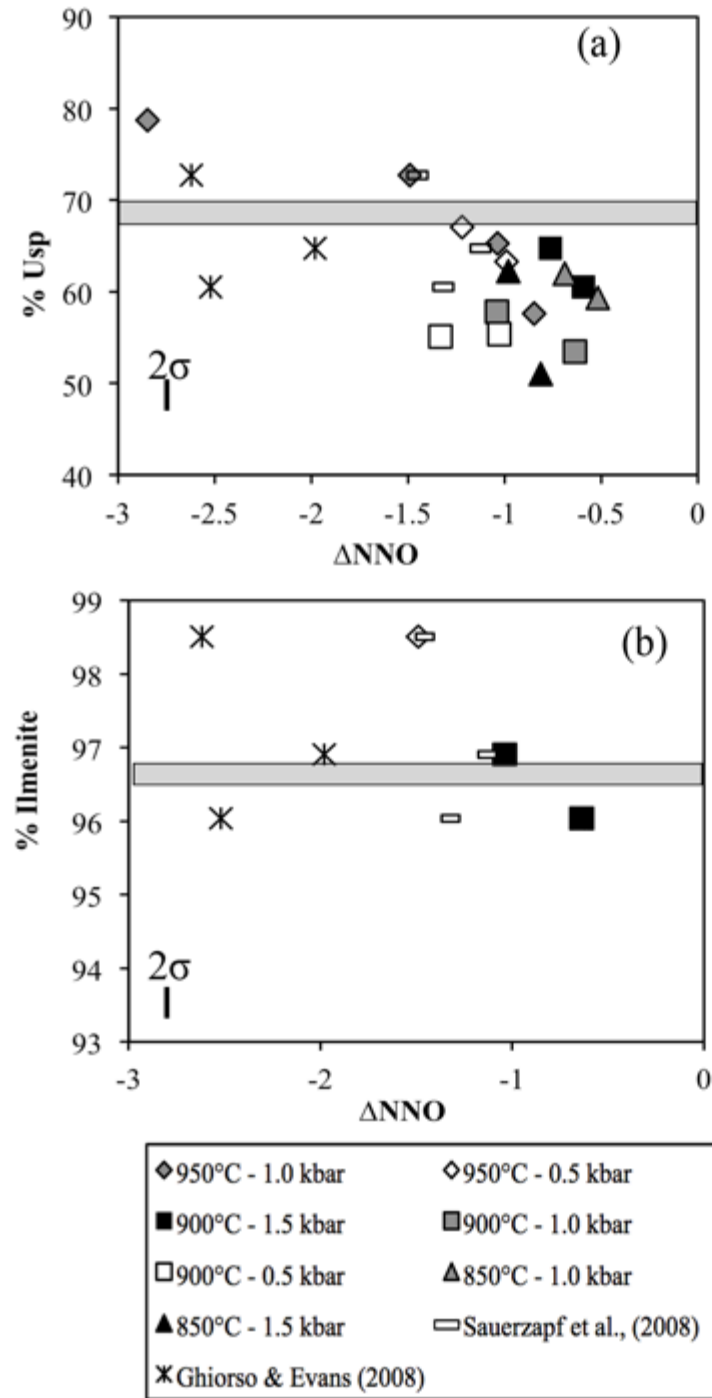 (a)
90
80
70
60
50
40
% Usp
2σ
-3 -2.5 -2 -1.5 -1 -0.5 0
ΔNNO
(b)
99
98
97
96
95
94
93
% Ilmenite
2σ
-3 -2 -1 0
ΔNNO
950°C - 1.0 kbar 950°C - 0.5 kbar
900°C - 1.5 kbar 900°C - 1.0 kbar
900°C - 0.5 kbar 850°C - 1.0 kbar
850°C - 1.5 kbar Sauerzapf et al., (2008)
Ghiorso & Evans (2008)